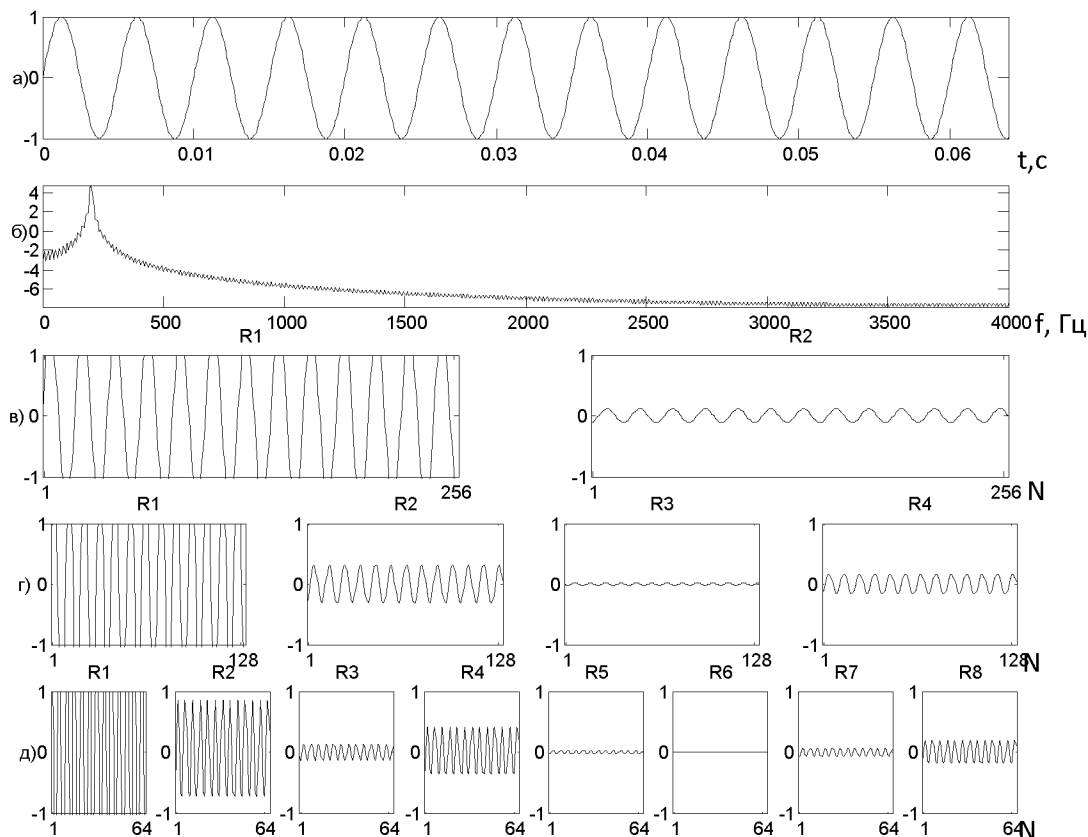 1
а)0
-1
0 0.01 0.02 0.03 0.04 0.05 0.06
t,с
4
2
б)0
-2
-4
-6
0 500 1000 1500 2000 2500 3000 3500 4000 f, Гц
R1 R2
1 1
в) 0 0
-1 -1
1 256 1 256 N
R1 R2 R3 R4
1 1 1 1
г) 0 0 0 0
-1 -1 -1 -1
1 128 1 128 1 128 1 128 N
R1 R2 R3 R4 R5 R6 R7 R8
1 1 1 1 1 1 1 1
д)0 0 0 0 0 0 0 0
-1 -1 -1 -1 -1 -1 -1 -1
1 64 1 64 1 64 1 64 1 64 1 64 1 64 1 64 N